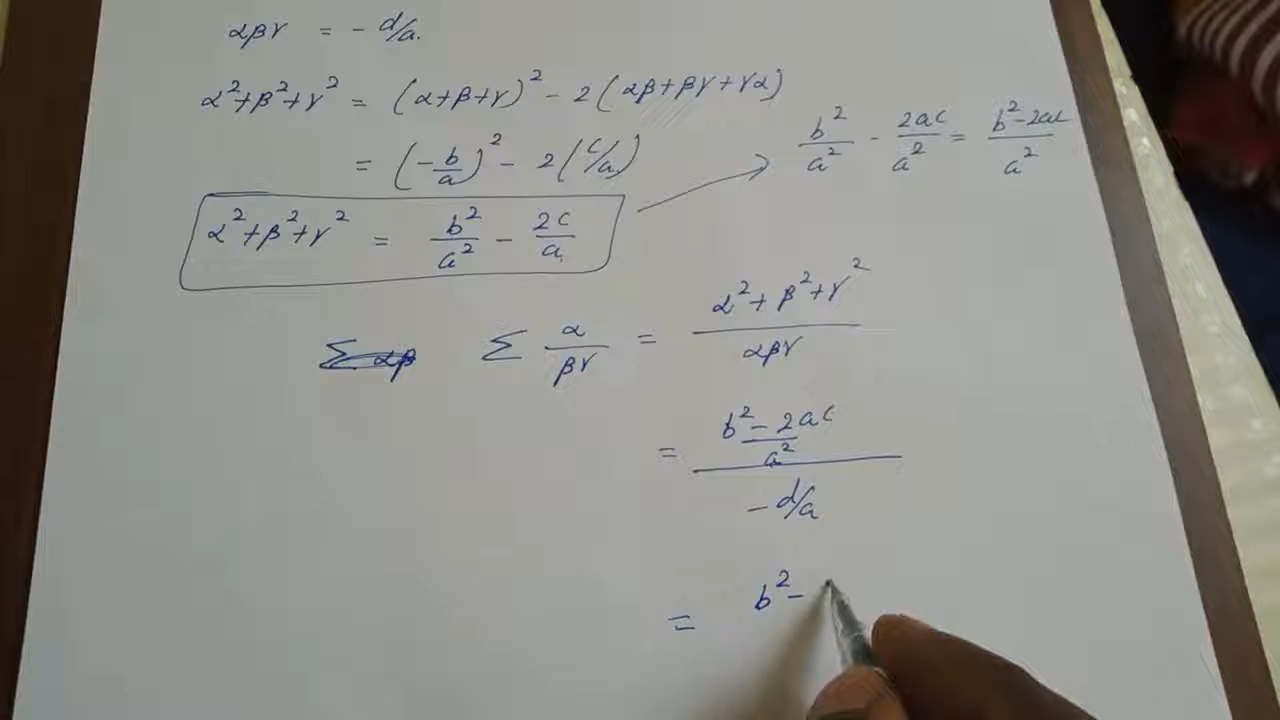 αβγ = - d/a.
α²+β²+γ² = (α+β+γ)² - 2(αβ+βγ+γα)
= (-b/a)² - 2(c/a)
b²/a² - 2ac/a² = b²-2ac/a²
α²+β²+γ² = b²/a² - 2c/a
Σ α/βγ = α²+β²+γ²/αβγ
= b²-2ac/a² / -d/a
= b²-